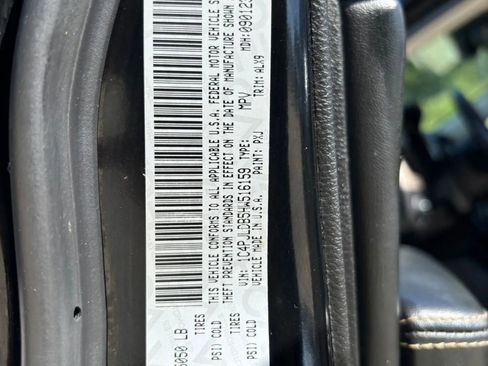 5050 LB
TIRES
PSI) COLD
TIRES
PSI) COLD
THIS VEHICLE CONFORMS TO ALL APPLICABLE U.S.A. FEDERAL MOTOR VEHICLE S
THEFT PREVENTION STANDARDS IN EFFECT ON THE DATE OF MANUFACTURE SHOWN
VIN: 1C4PJLDB5HW516159 TYPE: MPV MDH: 09012
VEHICLE MADE IN U.S.A. PAINT: PXJ TRIM: ALX9